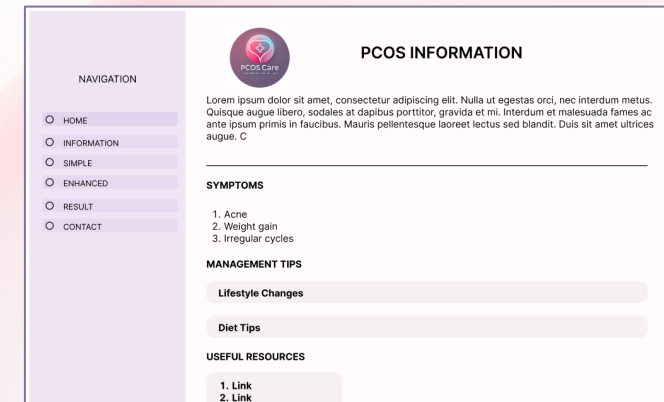 NAVIGATION
HOME
INFORMATION
SIMPLE
ENHANCED
RESULT
CONTACT
PCOS Care
PCOS INFORMATION
Lorem ipsum dolor sit amet, consectetur adipiscing elit. Nulla ut egestas orci, nec interdum metus.
Quisque augue libero, sodales at dapibus porttitor, gravida et mi. Interdum et malesuada fames ac
ante ipsum primis in faucibus. Mauris pellentesque laoreet lectus sed blandit. Duis sit amet ultrices
augue. C
SYMPTOMS
1. Acne
2. Weight gain
3. Irregular cycles
MANAGEMENT TIPS
Lifestyle Changes
Diet Tips
USEFUL RESOURCES
1. Link
2. Link